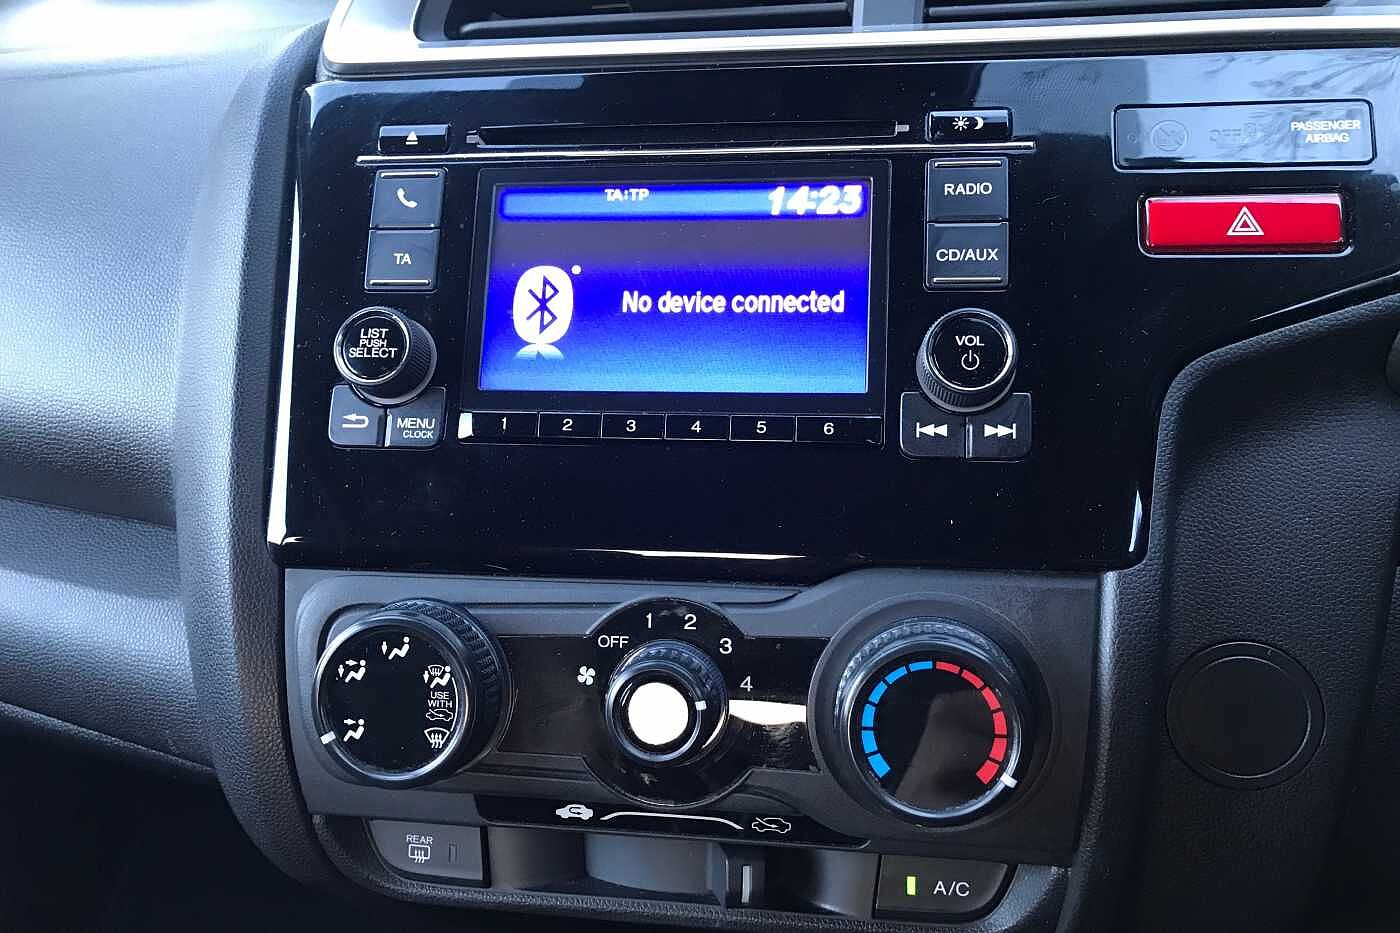 TA:TP
14:23
No device connected
TA
RADIO
CD/AUX
PASSENGER
AIRBAG
OFF
LIST
PUSH
SELECT
MENU
CLOCK
VOL
1 2 3 4 5 6
OFF 1 2 3 4
USE
WITH
REAR
A/C